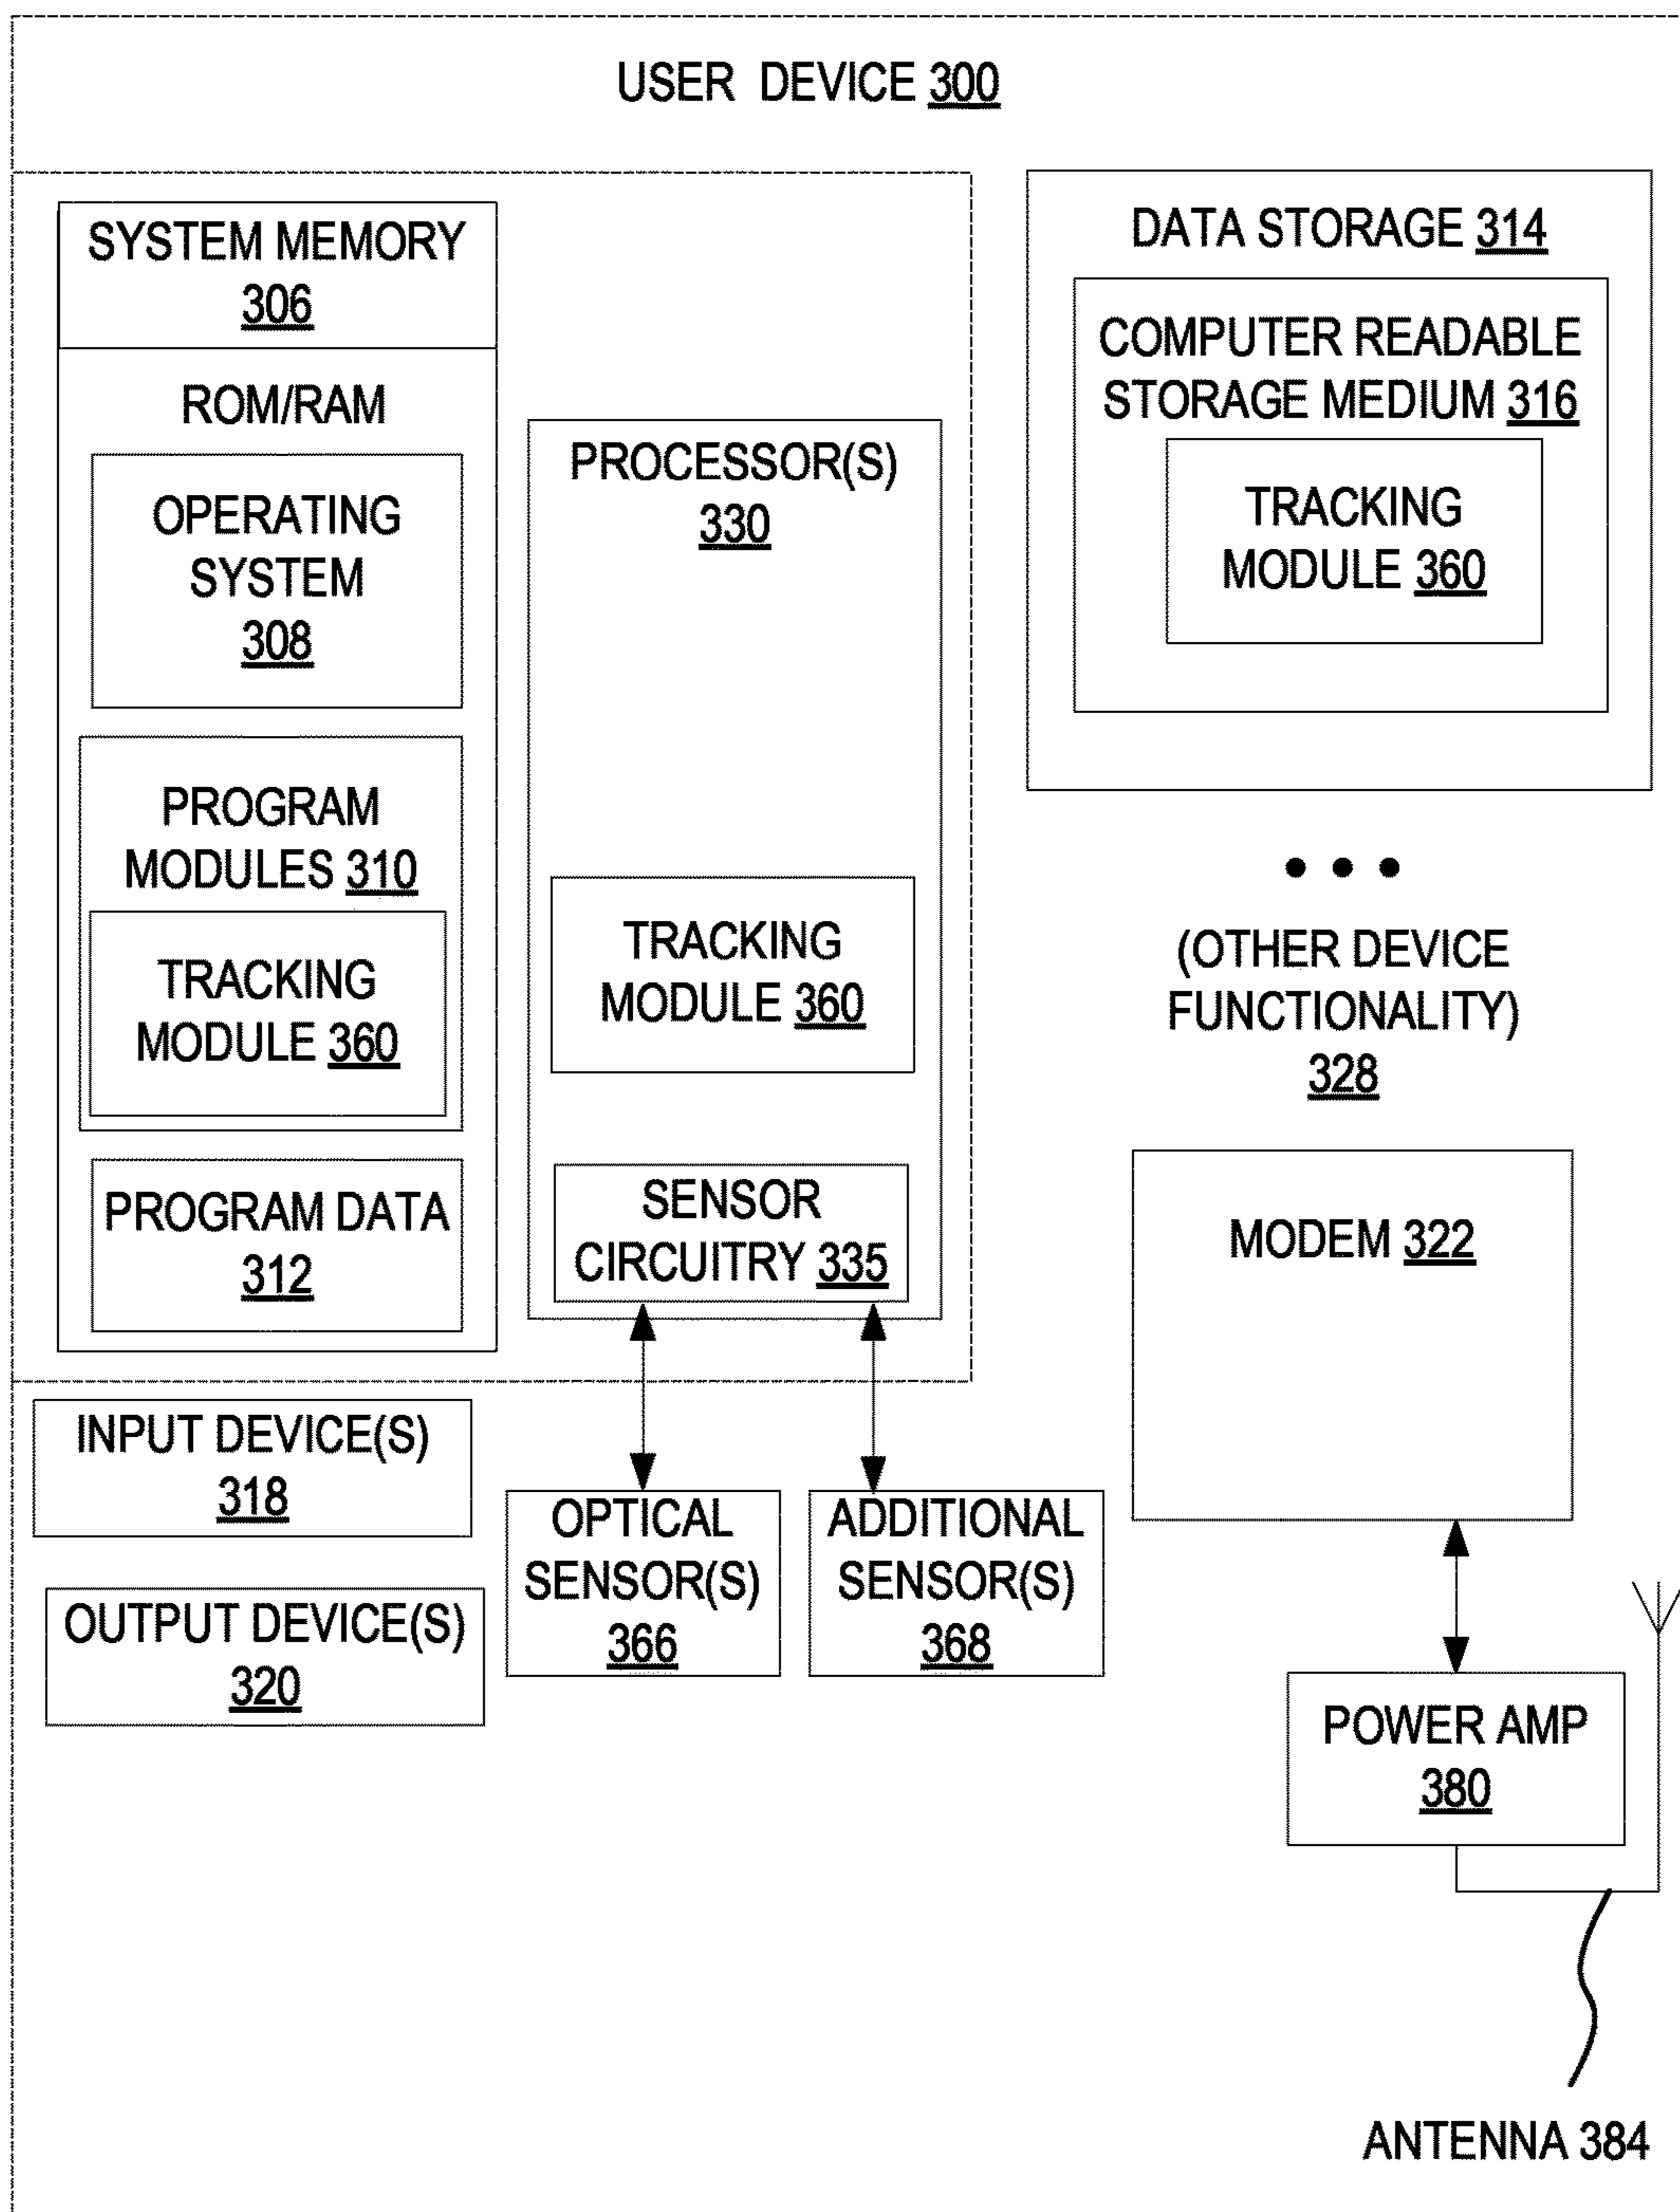 USER DEVICE 300
SYSTEM MEMORY
306
ROM/RAM
OPERATING
SYSTEM
308
PROGRAM
MODULES 310
TRACKING
MODULE 360
PROGRAM DATA
312
PROCESSOR(S)
330
TRACKING
MODULE 360
SENSOR
CIRCUITRY 335
DATA STORAGE 314
COMPUTER READABLE
STORAGE MEDIUM 316
TRACKING
MODULE 360
• • •
(OTHER DEVICE
FUNCTIONALITY)
328
MODEM 322
INPUT DEVICE(S)
318
OUTPUT DEVICE(S)
320
OPTICAL
SENSOR(S)
366
ADDITIONAL
SENSOR(S)
368
POWER AMP
380
ANTENNA 384